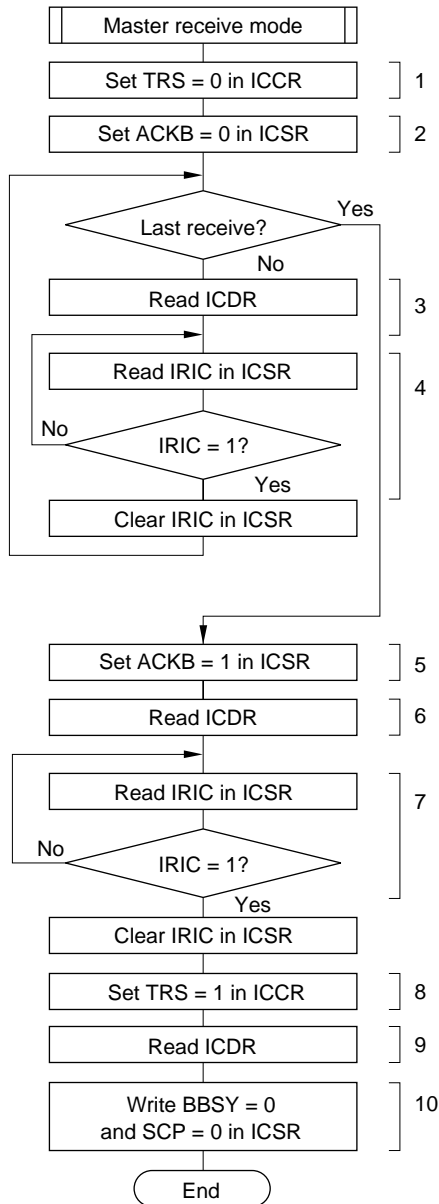 Master receive mode
Set TRS = 0 in ICCR
1
Set ACKB = 0 in ICSR
2
Last receive?
Yes
No
Read ICDR
3
Read IRIC in ICSR
4
No
IRIC = 1?
Yes
Clear IRIC in ICSR
Set ACKB = 1 in ICSR
5
Read ICDR
6
Read IRIC in ICSR
7
No
IRIC = 1?
Yes
Clear IRIC in ICSR
Set TRS = 1 in ICCR
8
Read ICDR
9
Write BBSY = 0
and SCP = 0 in ICSR
10
End